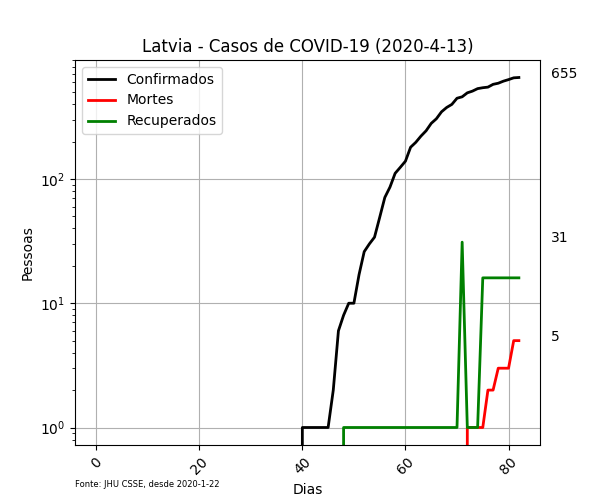 Latvia - Casos de COVID-19 (2020-4-13)
Confirmados
Mortes
Recuperados
655
31
5
10²
10¹
10⁰
Pessoas
0 20 40 60 80
Dias
Fonte: JHU CSSE, desde 2020-1-22